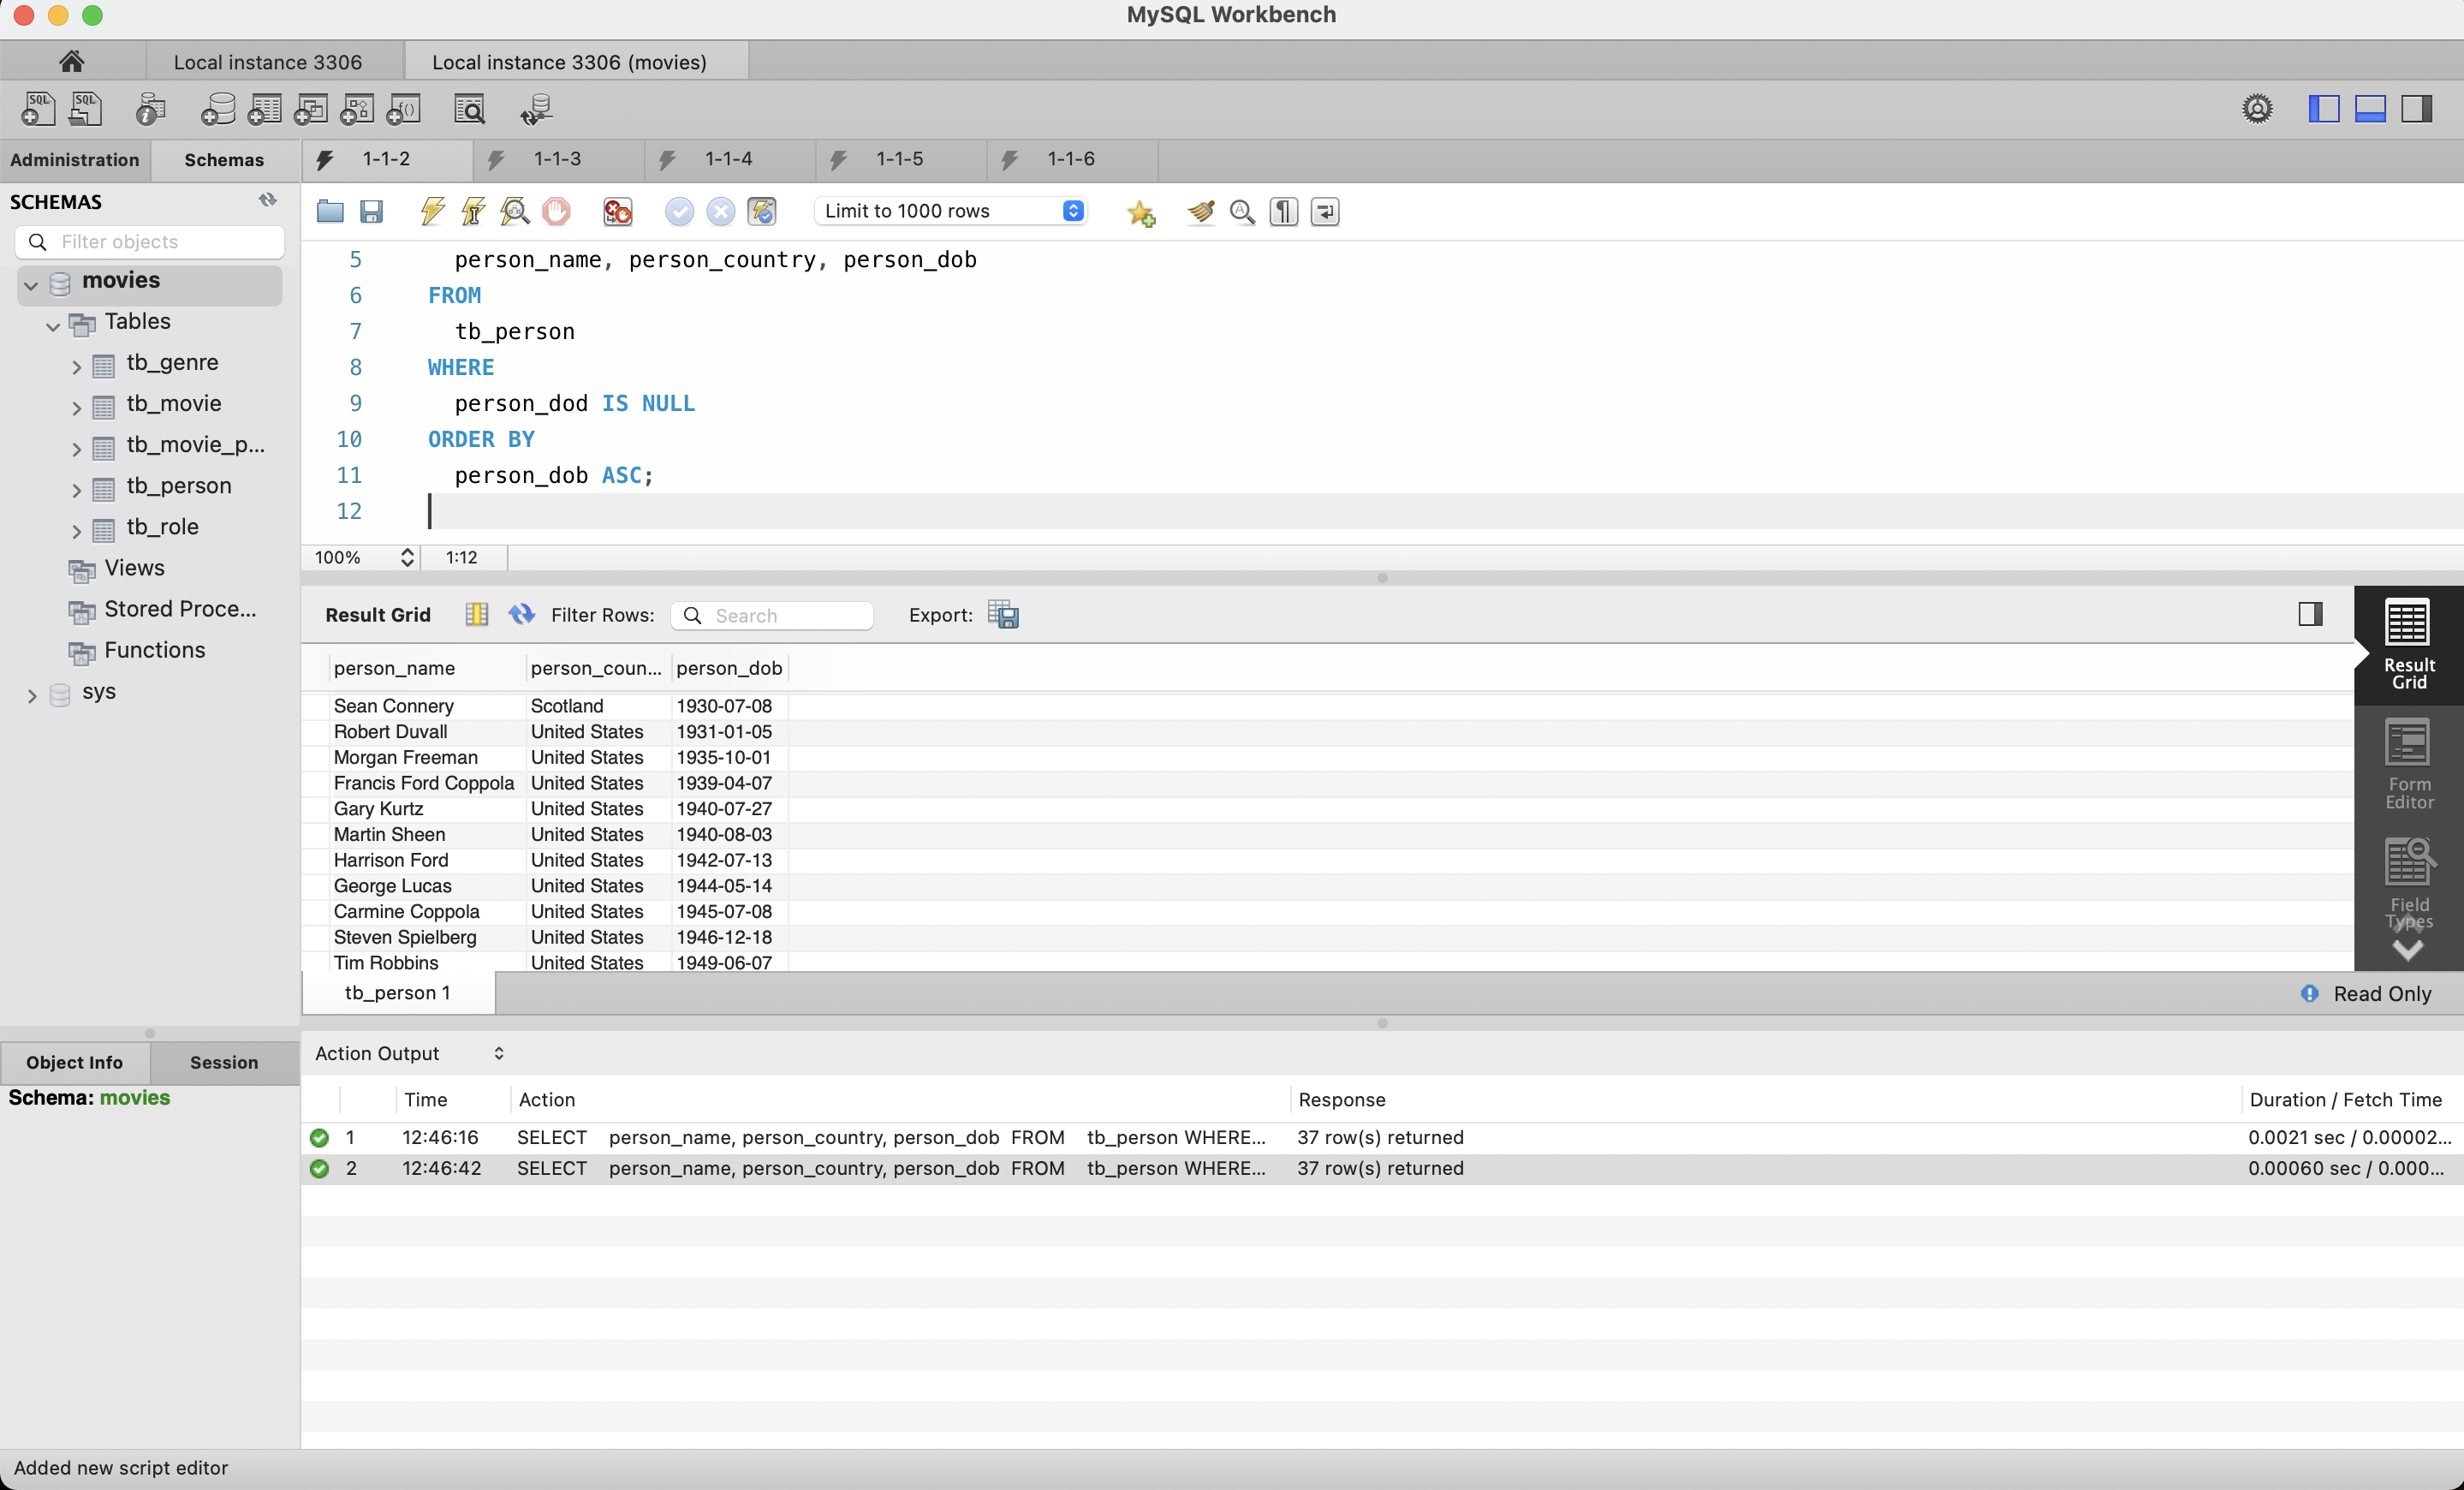 MySQL Workbench
Local instance 3306
Local instance 3306 (movies)
Administration
Schemas
1-1-2
1-1-3
1-1-4
1-1-5
1-1-6
SCHEMAS
Filter objects
movies
Tables
tb_genre
tb_movie
tb_movie_p...
tb_person
tb_role
Views
Stored Proce...
Functions
sys
Limit to 1000 rows
5 person_name, person_country, person_dob
6 FROM
7 tb_person
8 WHERE
9 person_dod IS NULL
10 ORDER BY
11 person_dob ASC;
12
100% 1:12
Result Grid Filter Rows: Search Export:
person_name person_coun... person_dob
Sean Connery Scotland 1930-07-08
Robert Duvall United States 1931-01-05
Morgan Freeman United States 1935-10-01
Francis Ford Coppola United States 1939-04-07
Gary Kurtz United States 1940-07-27
Martin Sheen United States 1940-08-03
Harrison Ford United States 1942-07-13
George Lucas United States 1944-05-14
Carmine Coppola United States 1945-07-08
Steven Spielberg United States 1946-12-18
Tim Robbins United States 1949-06-07
Result
Grid
Form
Editor
Field
Types
tb_person 1
Read Only
Object Info
Session
Schema: movies
Action Output
Time Action Response Duration / Fetch Time
1 12:46:16 SELECT person_name, person_country, person_dob FROM tb_person WHERE... 37 row(s) returned 0.0021 sec / 0.00002...
2 12:46:42 SELECT person_name, person_country, person_dob FROM tb_person WHERE... 37 row(s) returned 0.00060 sec / 0.000...
Added new script editor